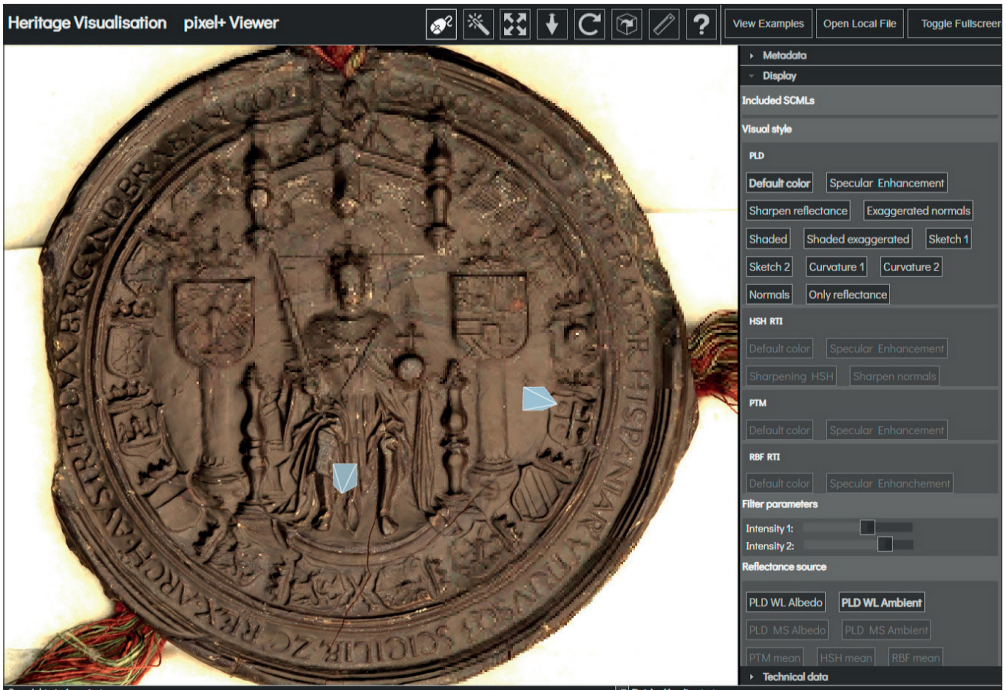 Heritage Visualisation pixel+ Viewer
? View Examples Open Local File Toggle Fullscreen
Metadata
Display
Included SCMLs
Visual style
PLD
Default color Specular Enhancement
Sharpen reflectance Exaggerated normals
Shaded Shaded exaggerated Sketch 1
Sketch 2 Curvature 1 Curvature 2
Normals Only reflectance
HSH RTI
Default color Specular Enhancement
Sharpening HSH Sharpen normals
PTM
Default color Specular Enhancement
RBF RTI
Default color Specular Enhanchement
Filter parameters
Intensity 1:
Intensity 2:
Reflectance source
PLD WL Albedo PLD WL Ambient
PLD MS Albedo PLD MS Ambient
PTM mean HSH mean RBF mean
Technical data